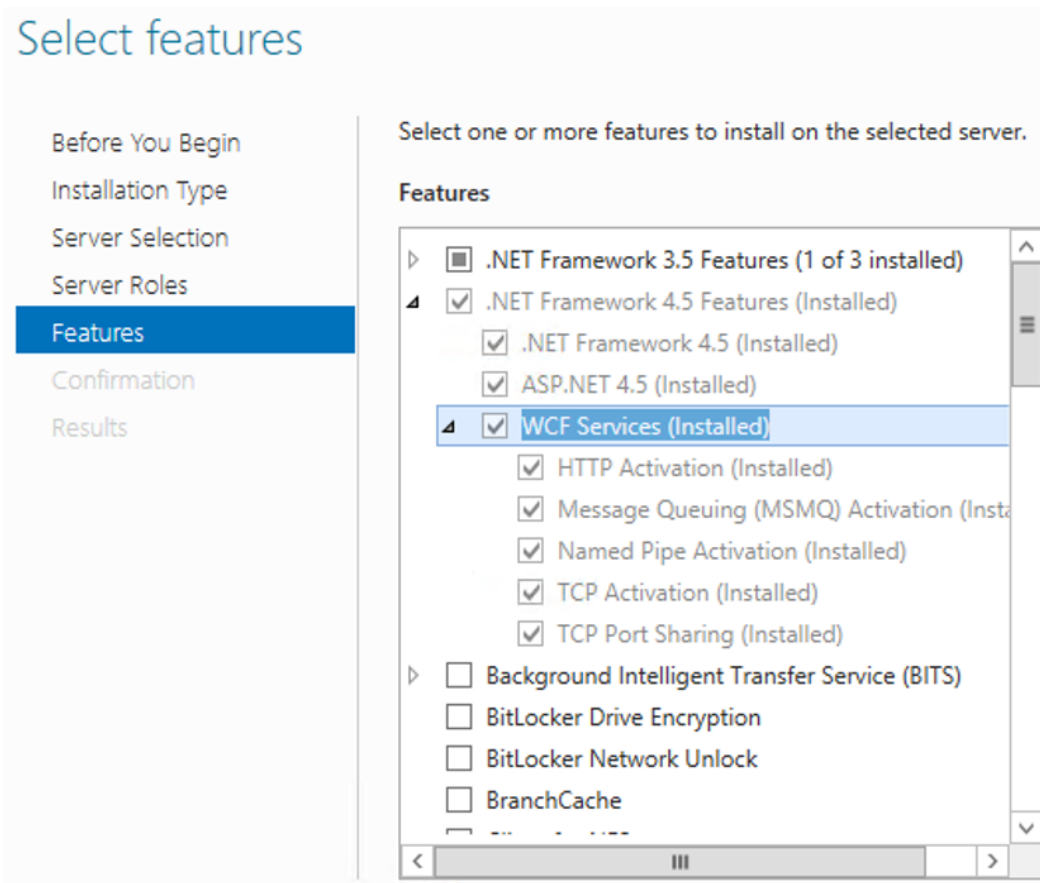 Select features
Before You Begin
Installation Type
Server Selection
Server Roles
Features
Confirmation
Results
Select one or more features to install on the selected server.
Features
.NET Framework 3.5 Features (1 of 3 installed)
.NET Framework 4.5 Features (Installed)
.NET Framework 4.5 (Installed)
ASP.NET 4.5 (Installed)
WCF Services (Installed)
HTTP Activation (Installed)
Message Queuing (MSMQ) Activation (Insta
Named Pipe Activation (Installed)
TCP Activation (Installed)
TCP Port Sharing (Installed)
Background Intelligent Transfer Service (BITS)
BitLocker Drive Encryption
BitLocker Network Unlock
BranchCache